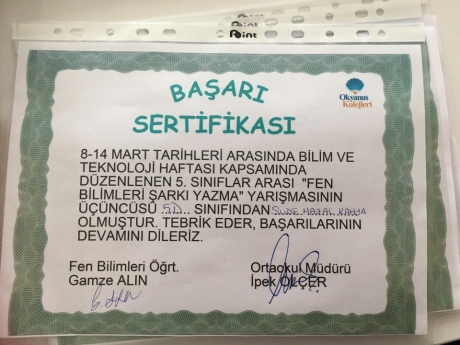 Point
BAŞARI
SERTİFİKASI
Okyanus
Kolejleri
8-14 MART TARİHLERİ ARASINDA BİLİM VE
TEKNOLOJİ HAFTASI KAPSAMINDA
DÜZENLENEN 5. SINIFLAR ARASI "FEN
BİLİMLERİ ŞARKI YAZMA" YARIŞMASININ
ÜÇÜNCÜSÜ 5D.. SINIFINDAN
OLMUŞTUR. TEBRİK EDER, BAŞARILARININ
DEVAMINI DİLERİZ.
Fen Bilimleri Öğrt.
Gamze ALIN
Ortaokul Müdürü
İpek ÖLÇER